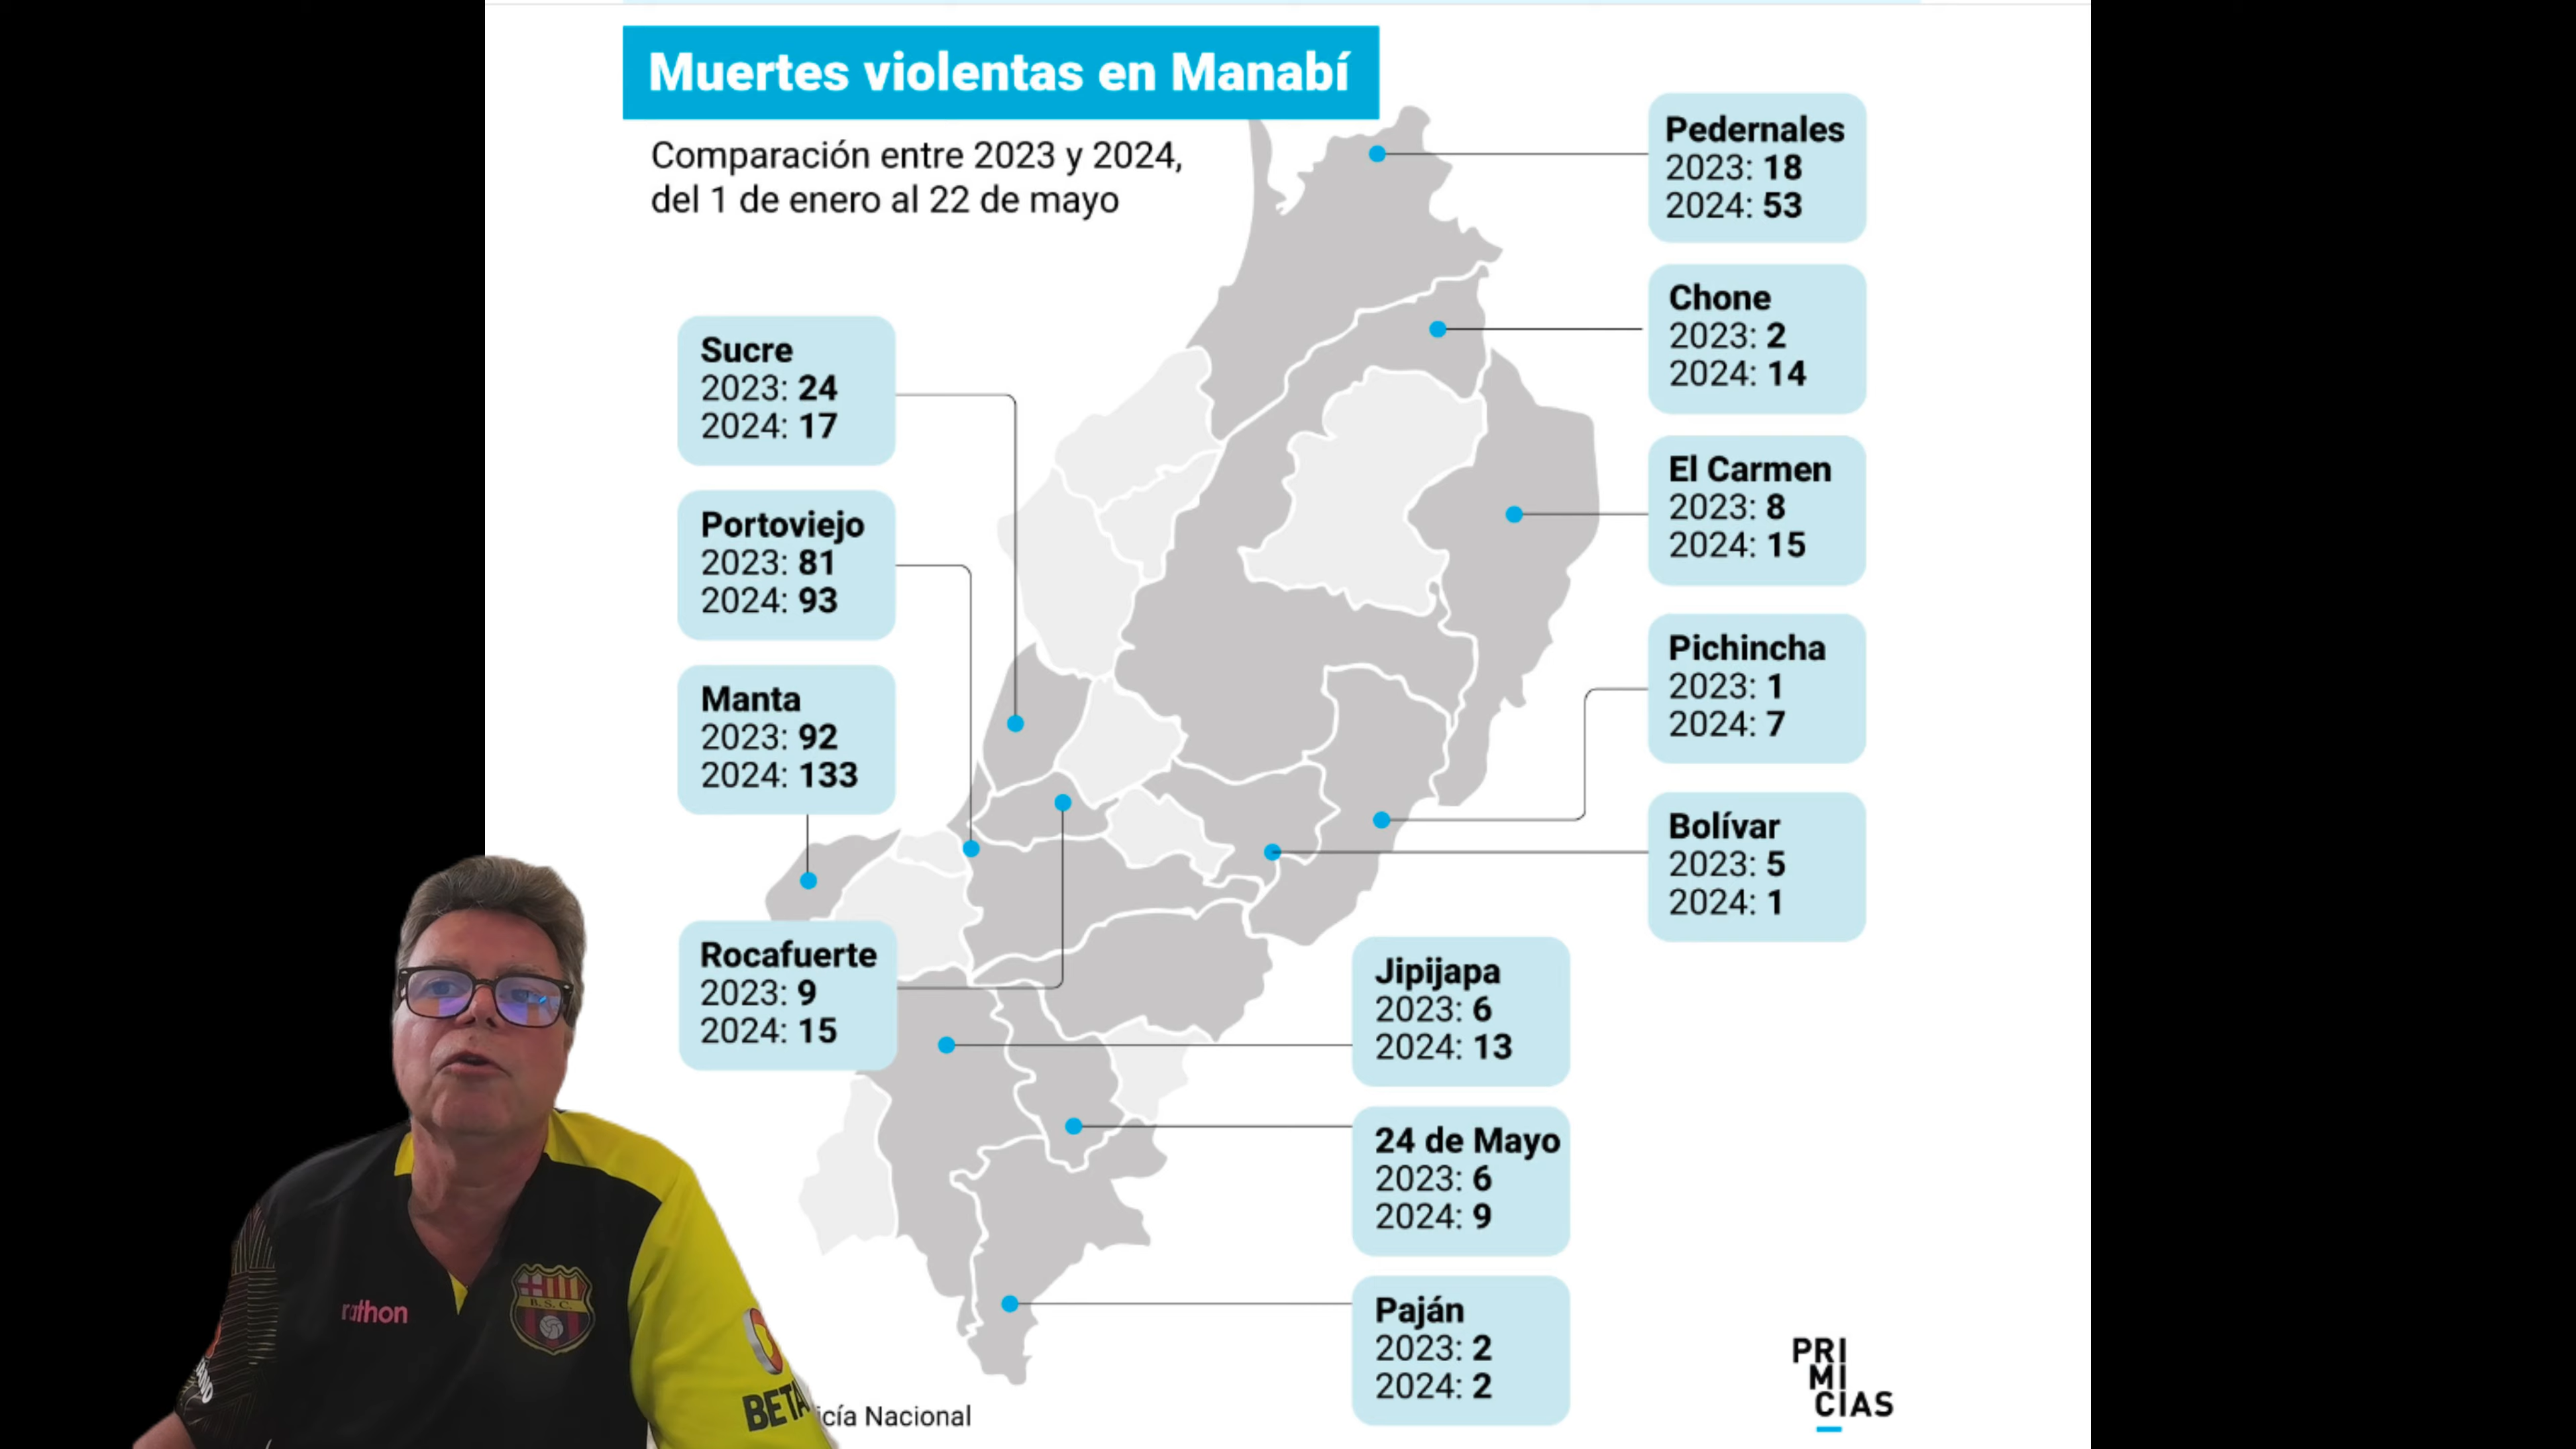 Muertes violentas en Manabí
Comparación entre 2023 y 2024,
del 1 de enero al 22 de mayo
Pedernales
2023: 18
2024: 53
Chone
2023: 2
2024: 14
Sucre
2023: 24
2024: 17
El Carmen
2023: 8
2024: 15
Portoviejo
2023: 81
2024: 93
Pichincha
2023: 1
2024: 7
Manta
2023: 92
2024: 133
Bolívar
2023: 5
2024: 1
Rocafuerte
2023: 9
2024: 15
Jipijapa
2023: 6
2024: 13
24 de Mayo
2023: 6
2024: 9
Paján
2023: 2
2024: 2
rathon
B.S.C.
BETA
icía Nacional
PRI
MI
CIAS